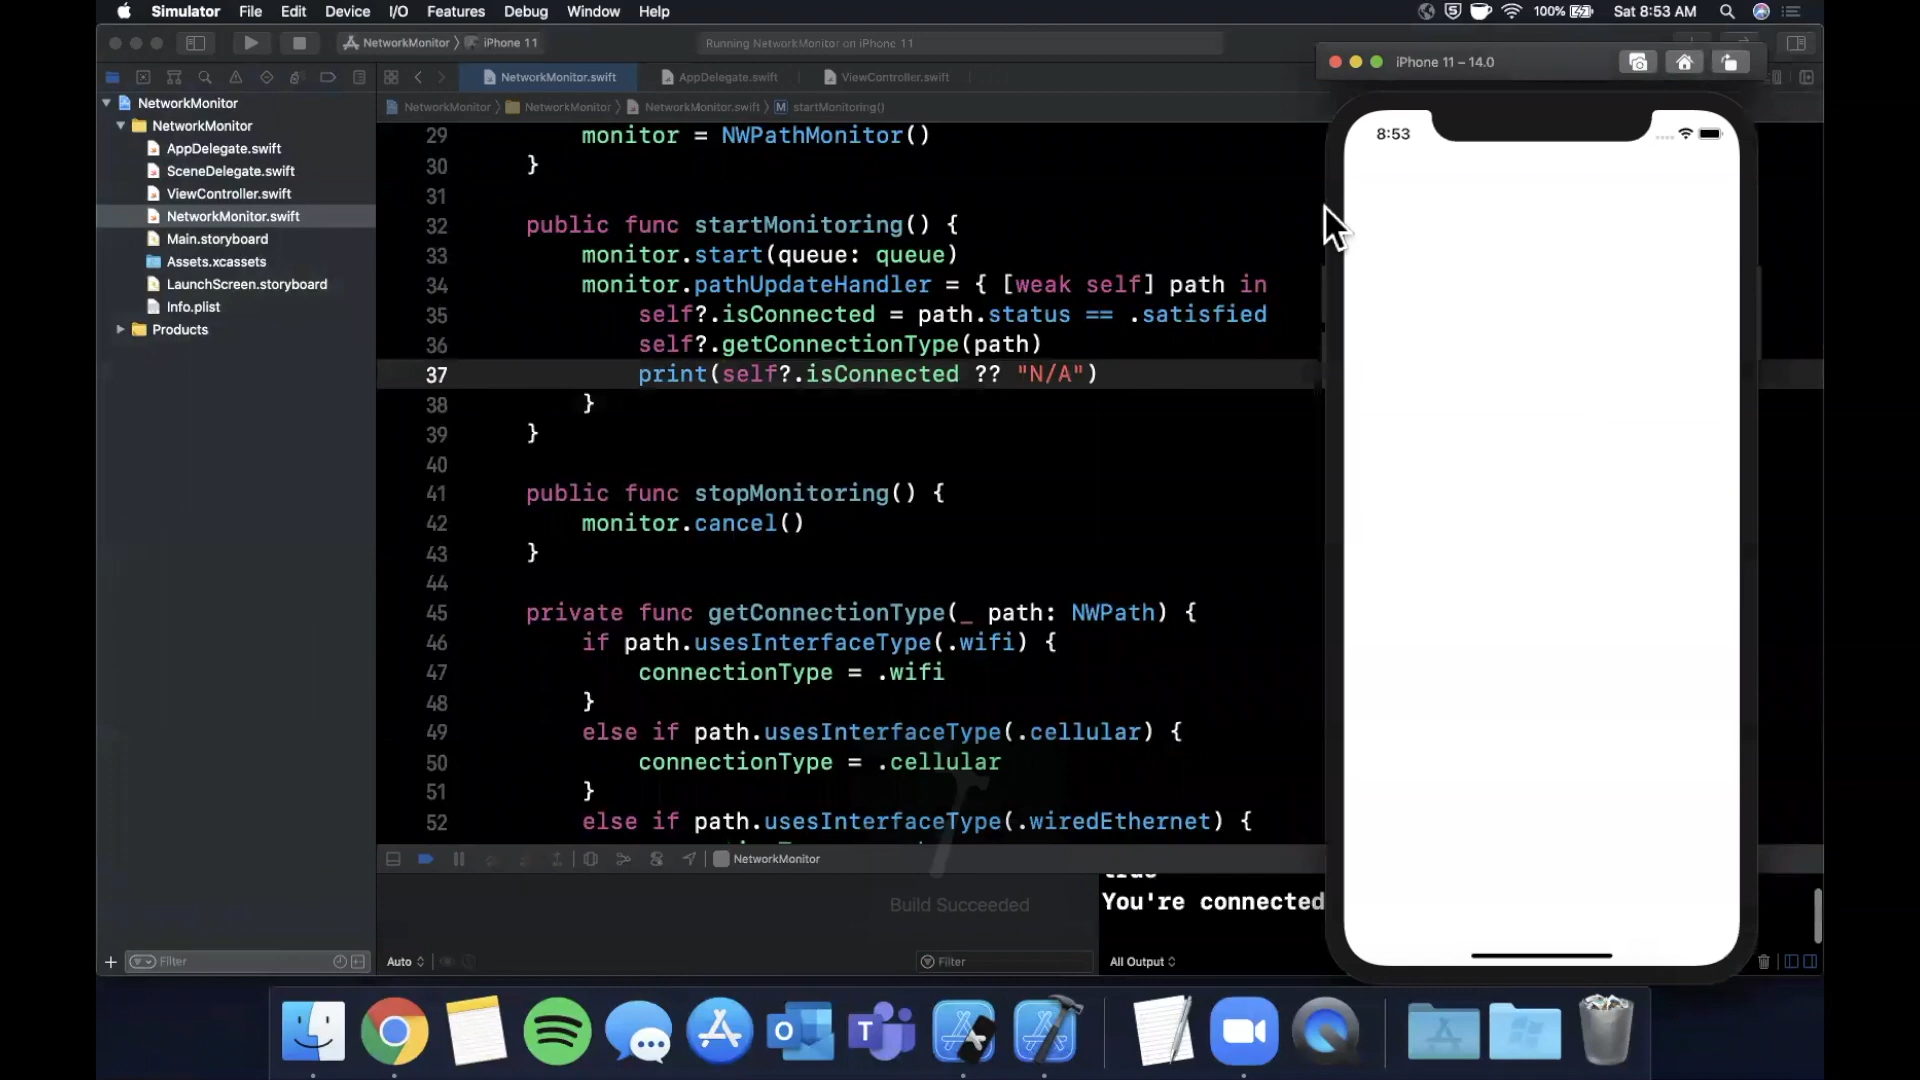 Simulator File Edit Device I/O Features Debug Window Help
100% Sat 8:53 AM
NetworkMonitor iPhone 11
Running NetworkMonitor on iPhone 11
iPhone 11 – 14.0
NetworkMonitor.swift
AppDelegate.swift
ViewController.swift
NetworkMonitor
NetworkMonitor
NetworkMonitor.swift
M startMonitoring()
NetworkMonitor
NetworkMonitor
AppDelegate.swift
SceneDelegate.swift
ViewController.swift
NetworkMonitor.swift
Main.storyboard
Assets.xcassets
LaunchScreen.storyboard
Info.plist
Products
29 monitor = NWPathMonitor()
30 }
31
32 public func startMonitoring() {
33 monitor.start(queue: queue)
34 monitor.pathUpdateHandler = { [weak self] path in
35 self?.isConnected = path.status == .satisfied
36 self?.getConnectionType(path)
37 print(self?.isConnected ?? "N/A")
38 }
39 }
40
41 public func stopMonitoring() {
42 monitor.cancel()
43 }
44
45 private func getConnectionType(_ path: NWPath) {
46 if path.usesInterfaceType(.wifi) {
47 connectionType = .wifi
48 }
49 else if path.usesInterfaceType(.cellular) {
50 connectionType = .cellular
51 }
52 else if path.usesInterfaceType(.wiredEthernet) {
8:53
NetworkMonitor
Build Succeeded
true
You're connected
Filter
Auto
Filter
All Output